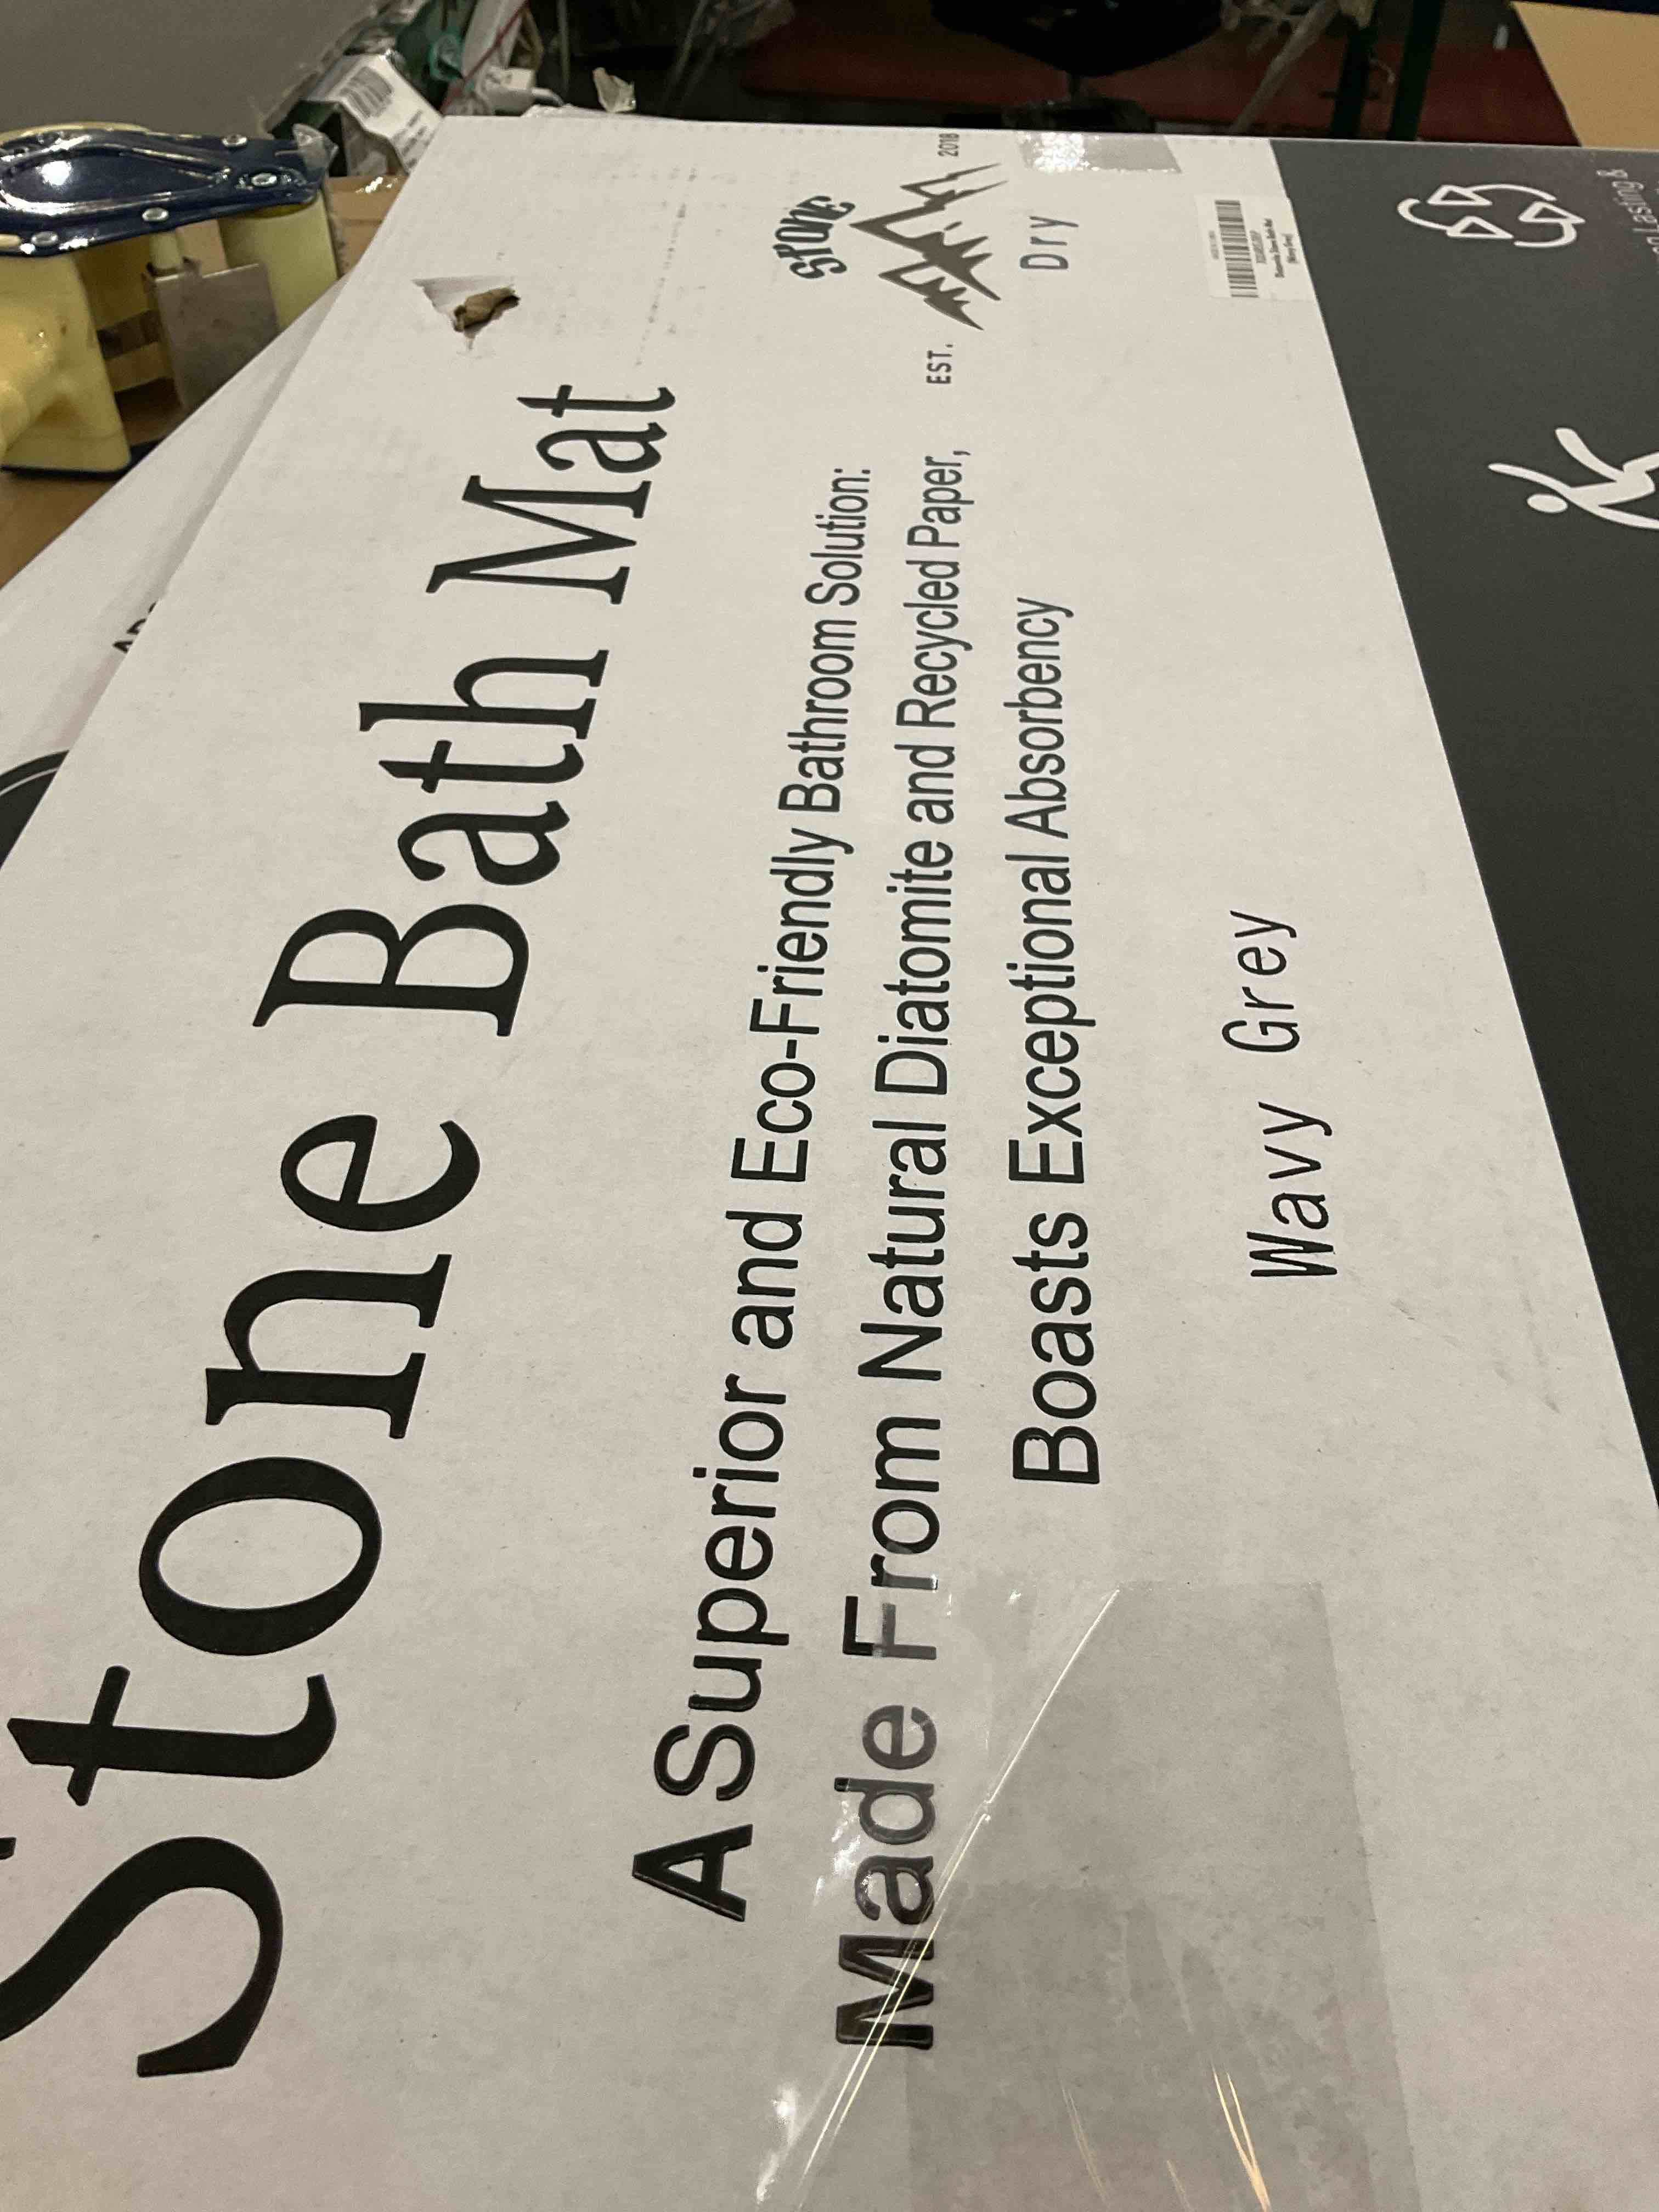 Stone Bath Mat
A Superior and Eco-Friendly Bathroom Solution:
Made From Natural Diatomite and Recycled Paper,
Boasts Exceptional Absorbency
Wavy Grey
stone
EST. 2018
Dry
Lasting &